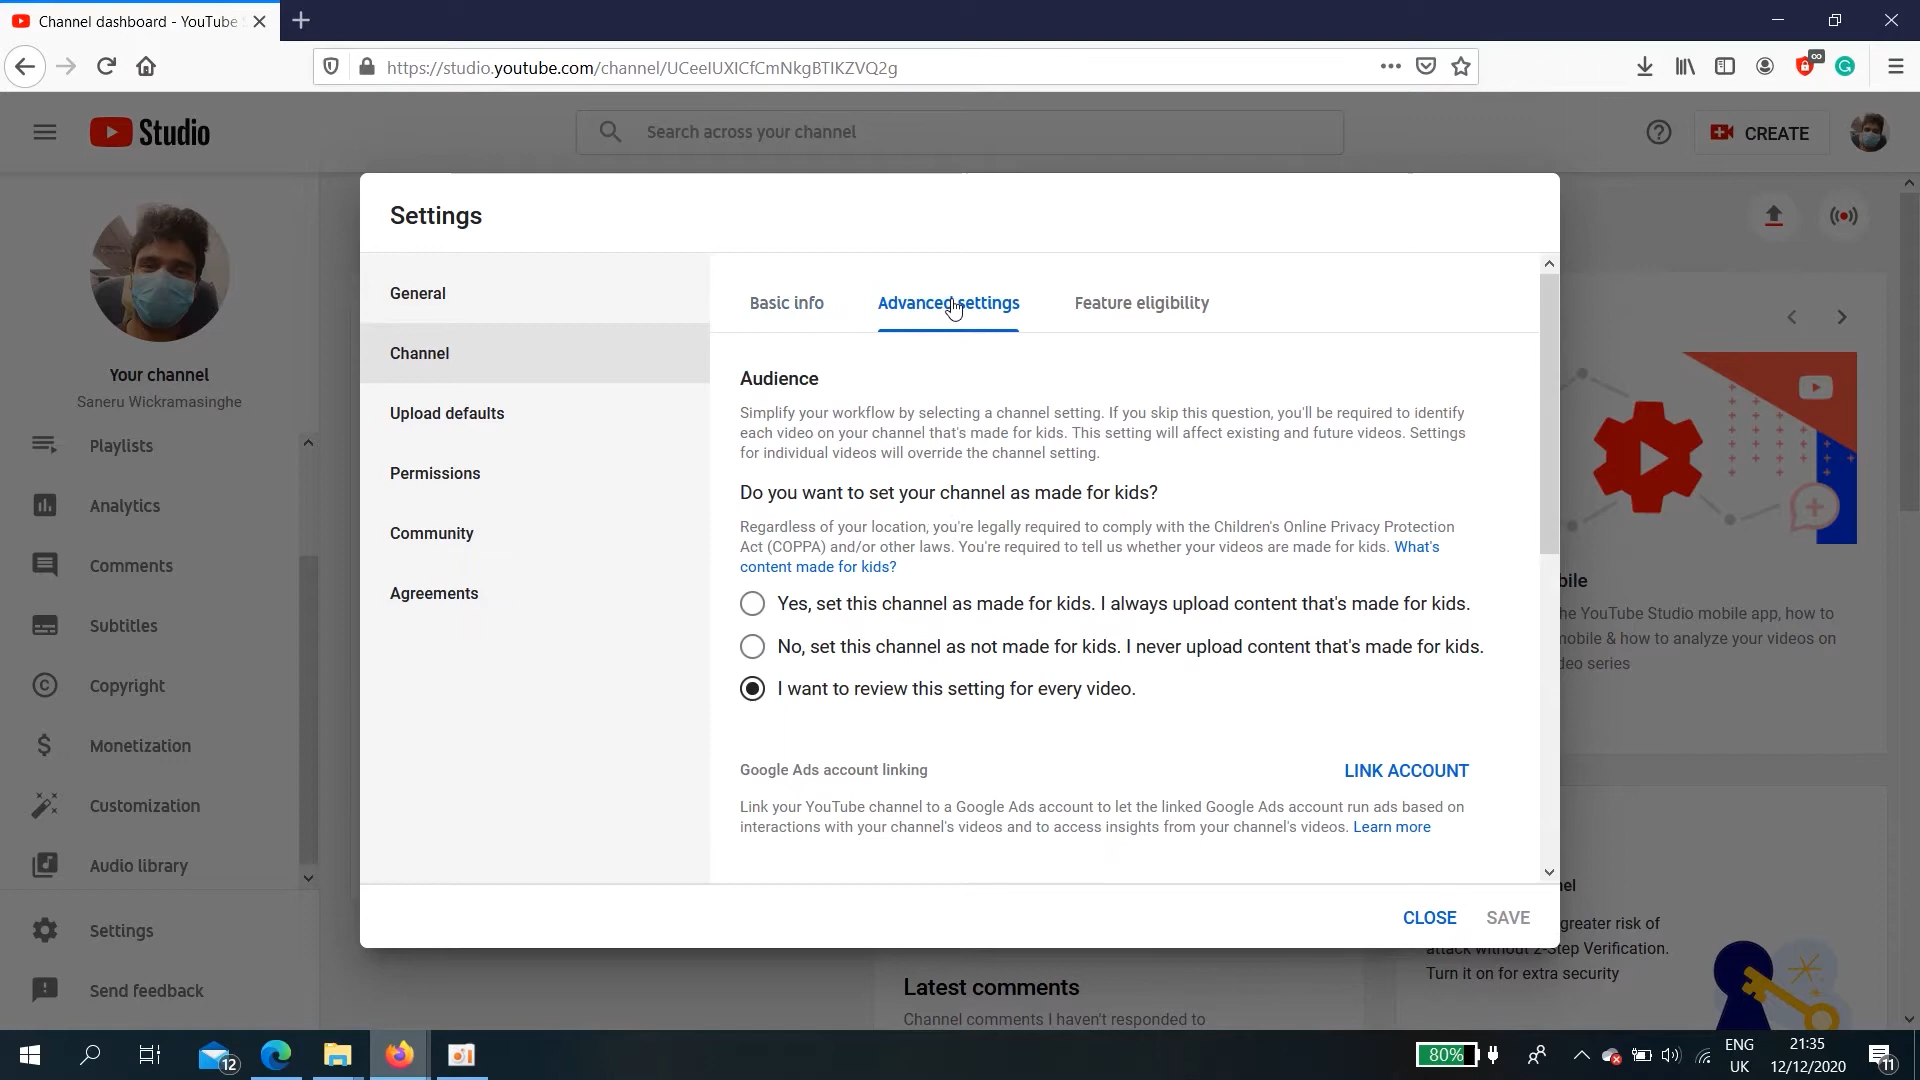 Channel dashboard - YouTube
https://studio.youtube.com/channel/UCeeIUXICfCmNkgBTIKZVQ2g
Studio
Search across your channel
CREATE
Your channel
Saneru Wickramasinghe
Playlists
Analytics
Comments
Subtitles
Copyright
Monetization
Customization
Audio library
Settings
Send feedback
Settings
General
Channel
Upload defaults
Permissions
Community
Agreements
Basic info
Advanced settings
Feature eligibility
Audience
Simplify your workflow by selecting a channel setting. If you skip this question, you'll be required to identify
each video on your channel that's made for kids. This setting will affect existing and future videos. Settings
for individual videos will override the channel setting.
Do you want to set your channel as made for kids?
Regardless of your location, you're legally required to comply with the Children's Online Privacy Protection
Act (COPPA) and/or other laws. You're required to tell us whether your videos are made for kids. What's
content made for kids?
Yes, set this channel as made for kids. I always upload content that's made for kids.
No, set this channel as not made for kids. I never upload content that's made for kids.
I want to review this setting for every video.
Google Ads account linking
LINK ACCOUNT
Link your YouTube channel to a Google Ads account to let the linked Google Ads account run ads based on
interactions with your channel's videos and to access insights from your channel's videos. Learn more
CLOSE
SAVE
bile
he YouTube Studio mobile app, how to
mobile & how to analyze your videos on
deo series
nel
greater risk of
attack without 2-Step Verification.
Turn it on for extra security
Latest comments
Channel comments I haven't responded to
12
80%
ENG
UK
21:35
12/12/2020
11